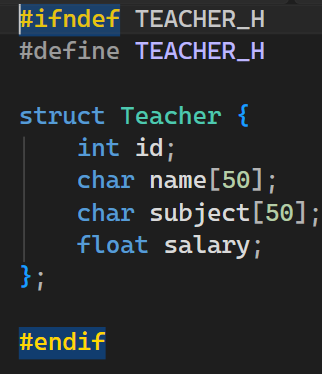 #ifndef TEACHER_H
#define TEACHER_H

struct Teacher {
    int id;
    char name[50];
    char subject[50];
    float salary;
};

#endif